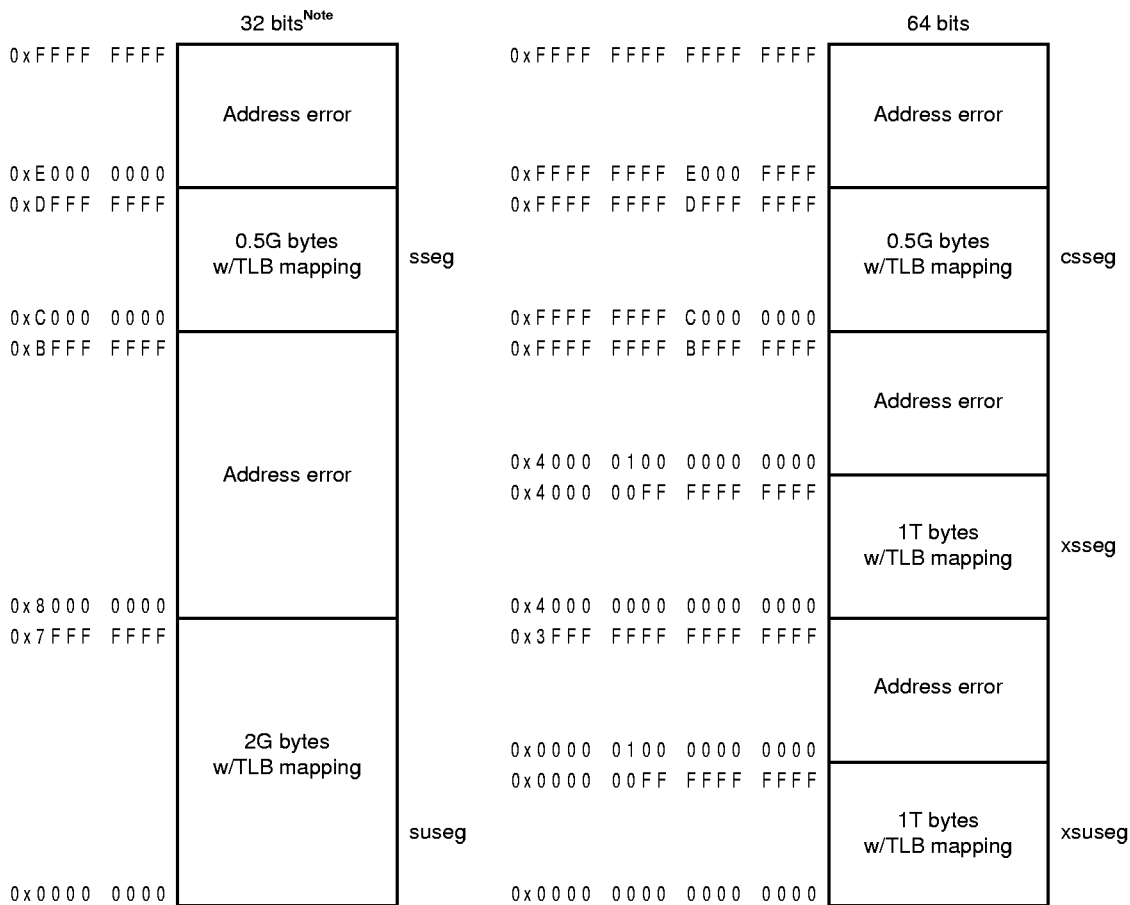 32 bitsNote
0xFFFF FFFF
Address error
0xE000 0000
0xDFFF FFFF
0.5G bytes
w/TLB mapping
sseg
0xC000 0000
0xBFFF FFFF
Address error
0x8000 0000
0x7FFF FFFF
2G bytes
w/TLB mapping
suseg
0x0000 0000
64 bits
0xFFFF FFFF FFFF FFFF
Address error
0xFFFF FFFF E000 FFFF
0xFFFF FFFF DFFF FFFF
0.5G bytes
w/TLB mapping
csseg
0xFFFF FFFF C000 0000
0xFFFF FFFF BFFF FFFF
Address error
0x4000 0100 0000 0000
0x4000 00FF FFFF FFFF
1T bytes
w/TLB mapping
xsseg
0x4000 0000 0000 0000
0x3FFF FFFF FFFF FFFF
Address error
0x0000 0100 0000 0000
0x0000 00FF FFFF FFFF
1T bytes
w/TLB mapping
xsuseg
0x0000 0000 0000 0000